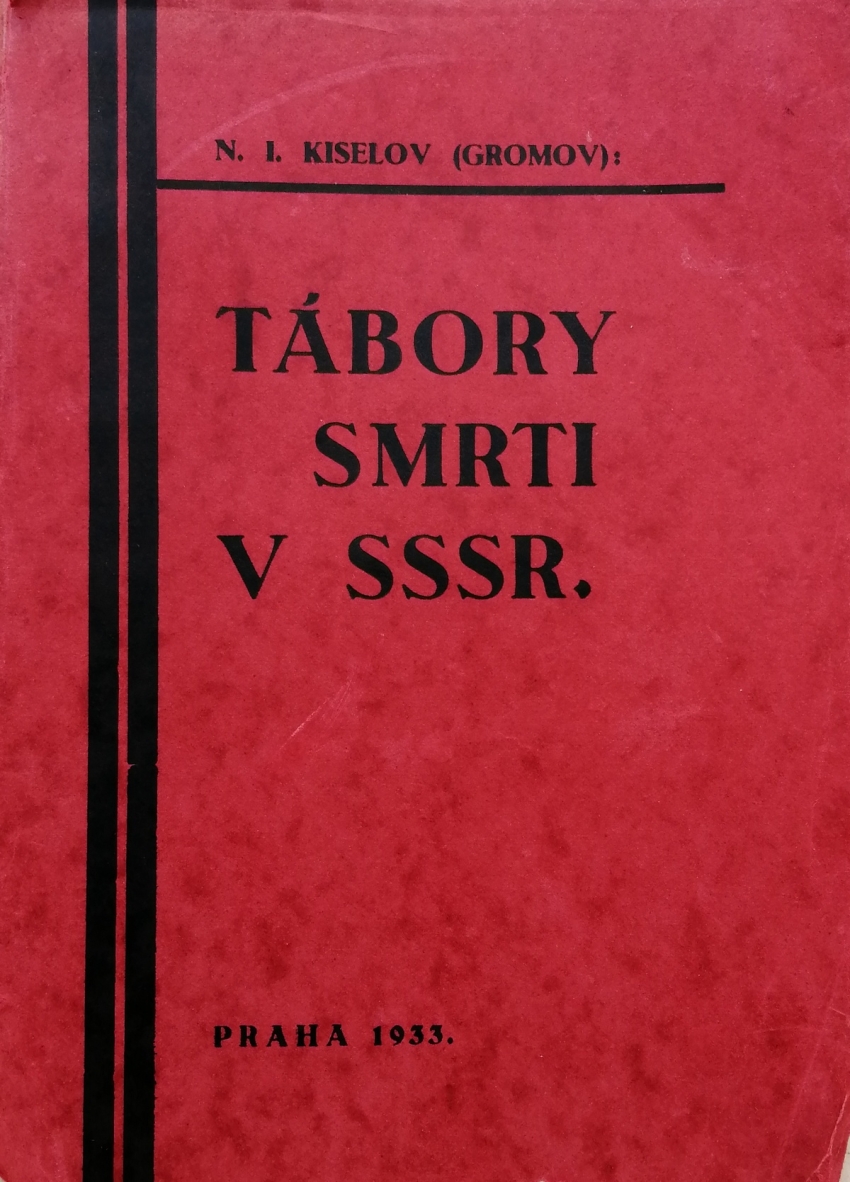 N. I. KISELOV (GROMOV):
TÁBORY
SMRTI
V SSSR.
PRAHA 1933.